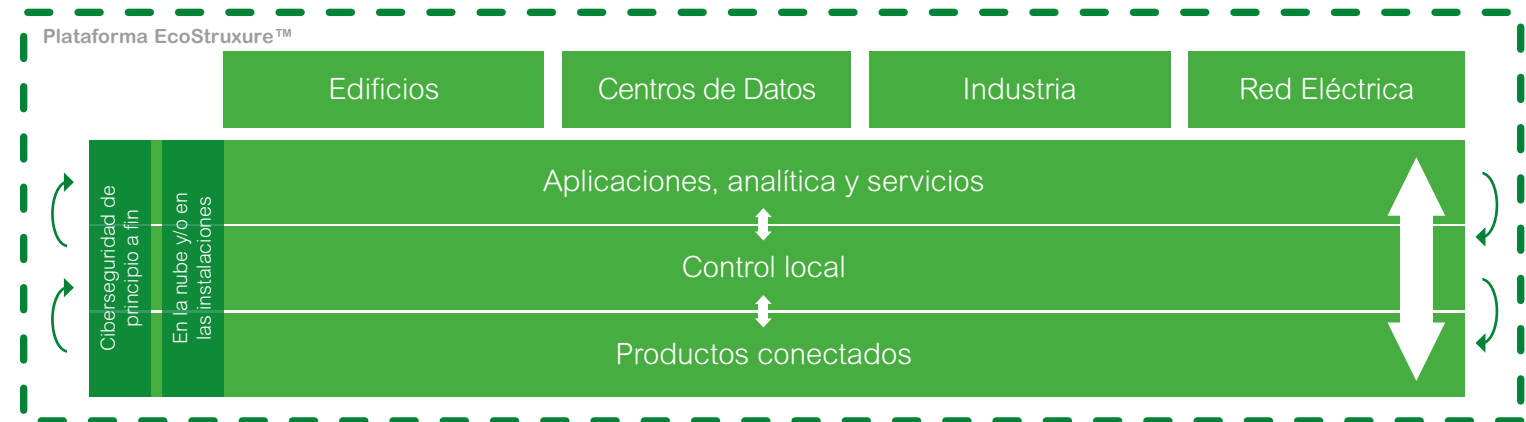 Plataforma EcoStruxure™
Edificios
Centros de Datos
Industria
Red Eléctrica
Ciberseguridad de
principio a fin
En la nube y/o en
las instalaciones
Aplicaciones, analítica y servicios
Control local
Productos conectados